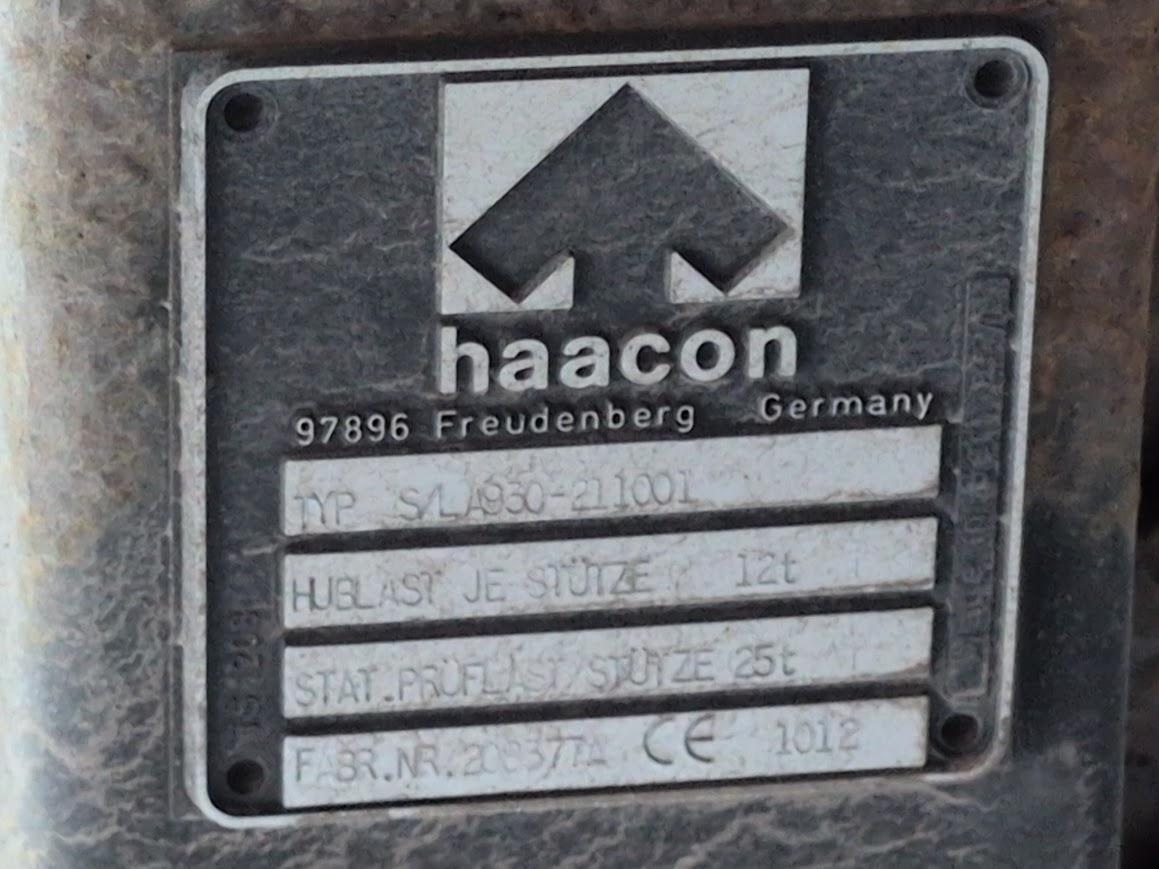 haacon
97896 Freudenberg Germany
TYP S/LA930-211001
HUBLAST JE STÜTZE 12t
STAT.PRÜFLAST/STÜTZE 25t
FABR.NR. CE 1012